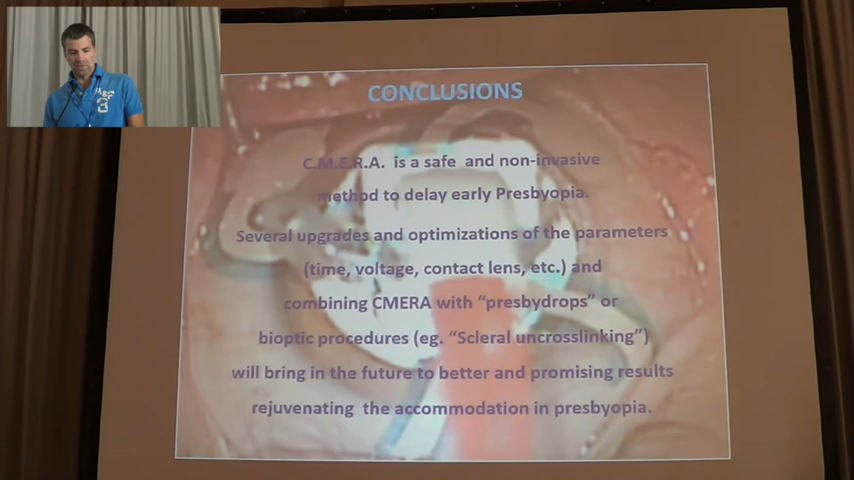 CONCLUSIONS
C.M.E.R.A. is a safe and non-invasive
method to delay early Presbyopia.
Several upgrades and optimizations of the parameters
(time, voltage, contact lens, etc.) and
combining CMERA with “presbydrops” or
bioptic procedures (eg. “Scleral uncrosslinking”)
will bring in the future to better and promising results
rejuvenating the accommodation in presbyopia.
3